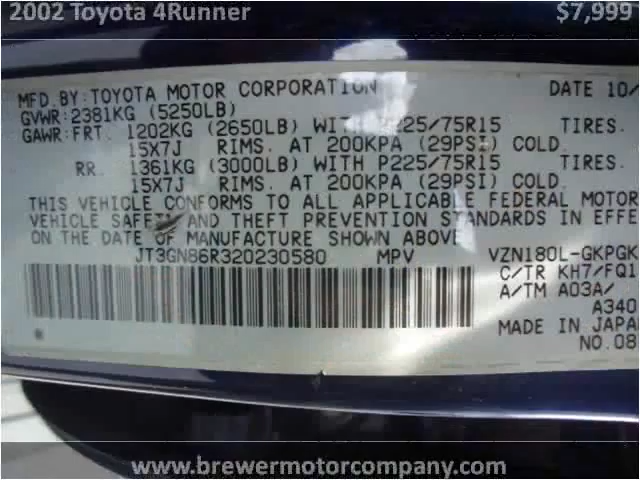 2002 Toyota 4Runner $7,999
MFD.BY:TOYOTA MOTOR CORPORATION DATE 10/
GVWR:2381KG (5250LB)
GAWR:FRT. 1202KG (2650LB) WITH P225/75R15 TIRES.
15X7J RIMS. AT 200KPA (29PSI) COLD.
RR. 1361KG (3000LB) WITH P225/75R15 TIRES.
15X7J RIMS. AT 200KPA (29PSI) COLD.
THIS VEHICLE CONFORMS TO ALL APPLICABLE FEDERAL MOTOR
VEHICLE SAFETY AND THEFT PREVENTION STANDARDS IN EFFE
ON THE DATE OF MANUFACTURE SHOWN ABOVE
JT3GN86R320230580 MPV VZN180L-GKPGK
C/TR KH7/FQ1
A/TM A03A/
A340
MADE IN JAPA
NO.08
www.brewermotorcompany.com